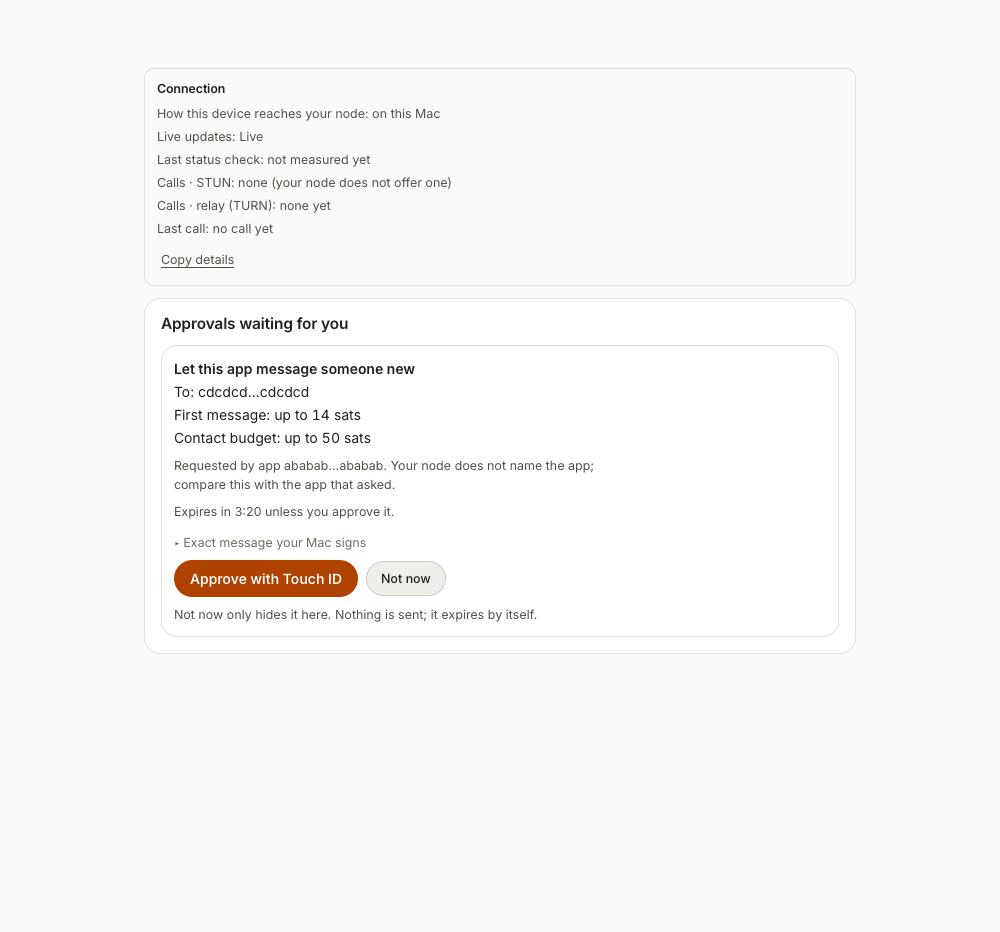 Connection
How this device reaches your node: on this Mac
Live updates: Live
Last status check: not measured yet
Calls · STUN: none (your node does not offer one)
Calls · relay (TURN): none yet
Last call: no call yet
Copy details
Approvals waiting for you
Let this app message someone new
To: cdcdcd…cdcdcd
First message: up to 14 sats
Contact budget: up to 50 sats
Requested by app ababab…ababab. Your node does not name the app;
compare this with the app that asked.
Expires in 3:20 unless you approve it.
▸ Exact message your Mac signs
Approve with Touch ID
Not now
Not now only hides it here. Nothing is sent; it expires by itself.